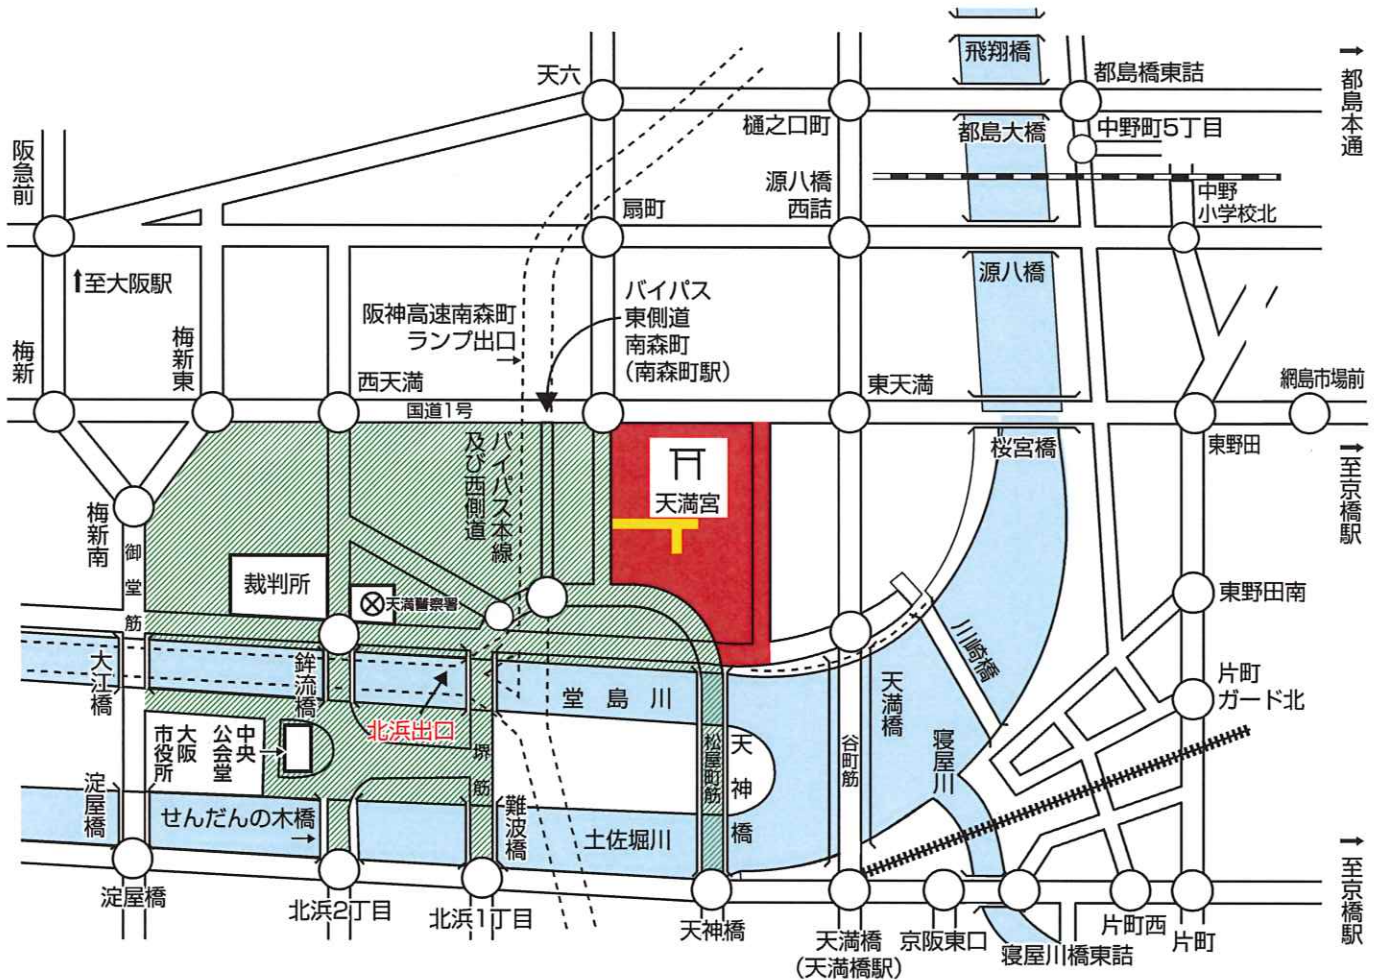 飛翔橋
天六
都島橋東詰
都島本通
樋之口町
都島大橋
中野町5丁目
阪急前
源八橋
西詰
中野
小学校北
扇町
源八橋
至大阪駅
バイパス
東側道
南森町
(南森町駅)
阪神高速南森町
ランプ出口
梅新
梅新東
西天満
東天満
網島市場前
国道1号
桜宮橋
東野田
至京橋駅
バイパス本線
及び西側道
天満宮
梅新南
御堂筋
裁判所
天満警察署
東野田南
川崎橋
大江橋
鉾流橋
堂島川
天満橋
片町
ガード北
北浜出口
大阪
市役所
中央
公会堂
堺筋
松屋町筋
天神橋
谷町筋
寝屋川
淀屋橋
せんだんの木橋
難波橋
土佐堀川
至京橋駅
淀屋橋
北浜2丁目
北浜1丁目
天神橋
天満橋
(天満橋駅)
京阪東口
寝屋川橋東詰
片町西
片町